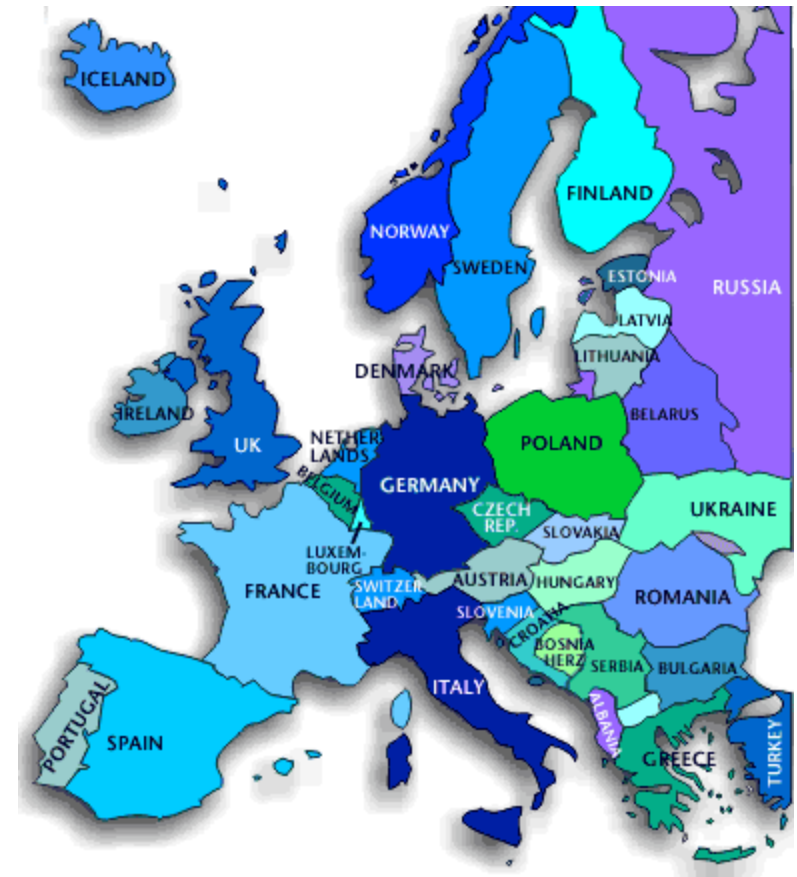 ICELAND
NORWAY
FINLAND
SWEDEN
ESTONIA
RUSSIA
LATVIA
LITHUANIA
DENMARK
IRELAND
UK
NETHER
LANDS
BELARUS
POLAND
BELGIUM
GERMANY
CZECH
REP.
UKRAINE
SLOVAKIA
LUXEM-
BOURG
FRANCE
SWITZER
LAND
AUSTRIA
HUNGARY
ROMANIA
SLOVENIA
CROATIA
BOSNIA
HERZ
SERBIA
BULGARIA
ITALY
PORTUGAL
SPAIN
ALBANIA
GREECE
TURKEY